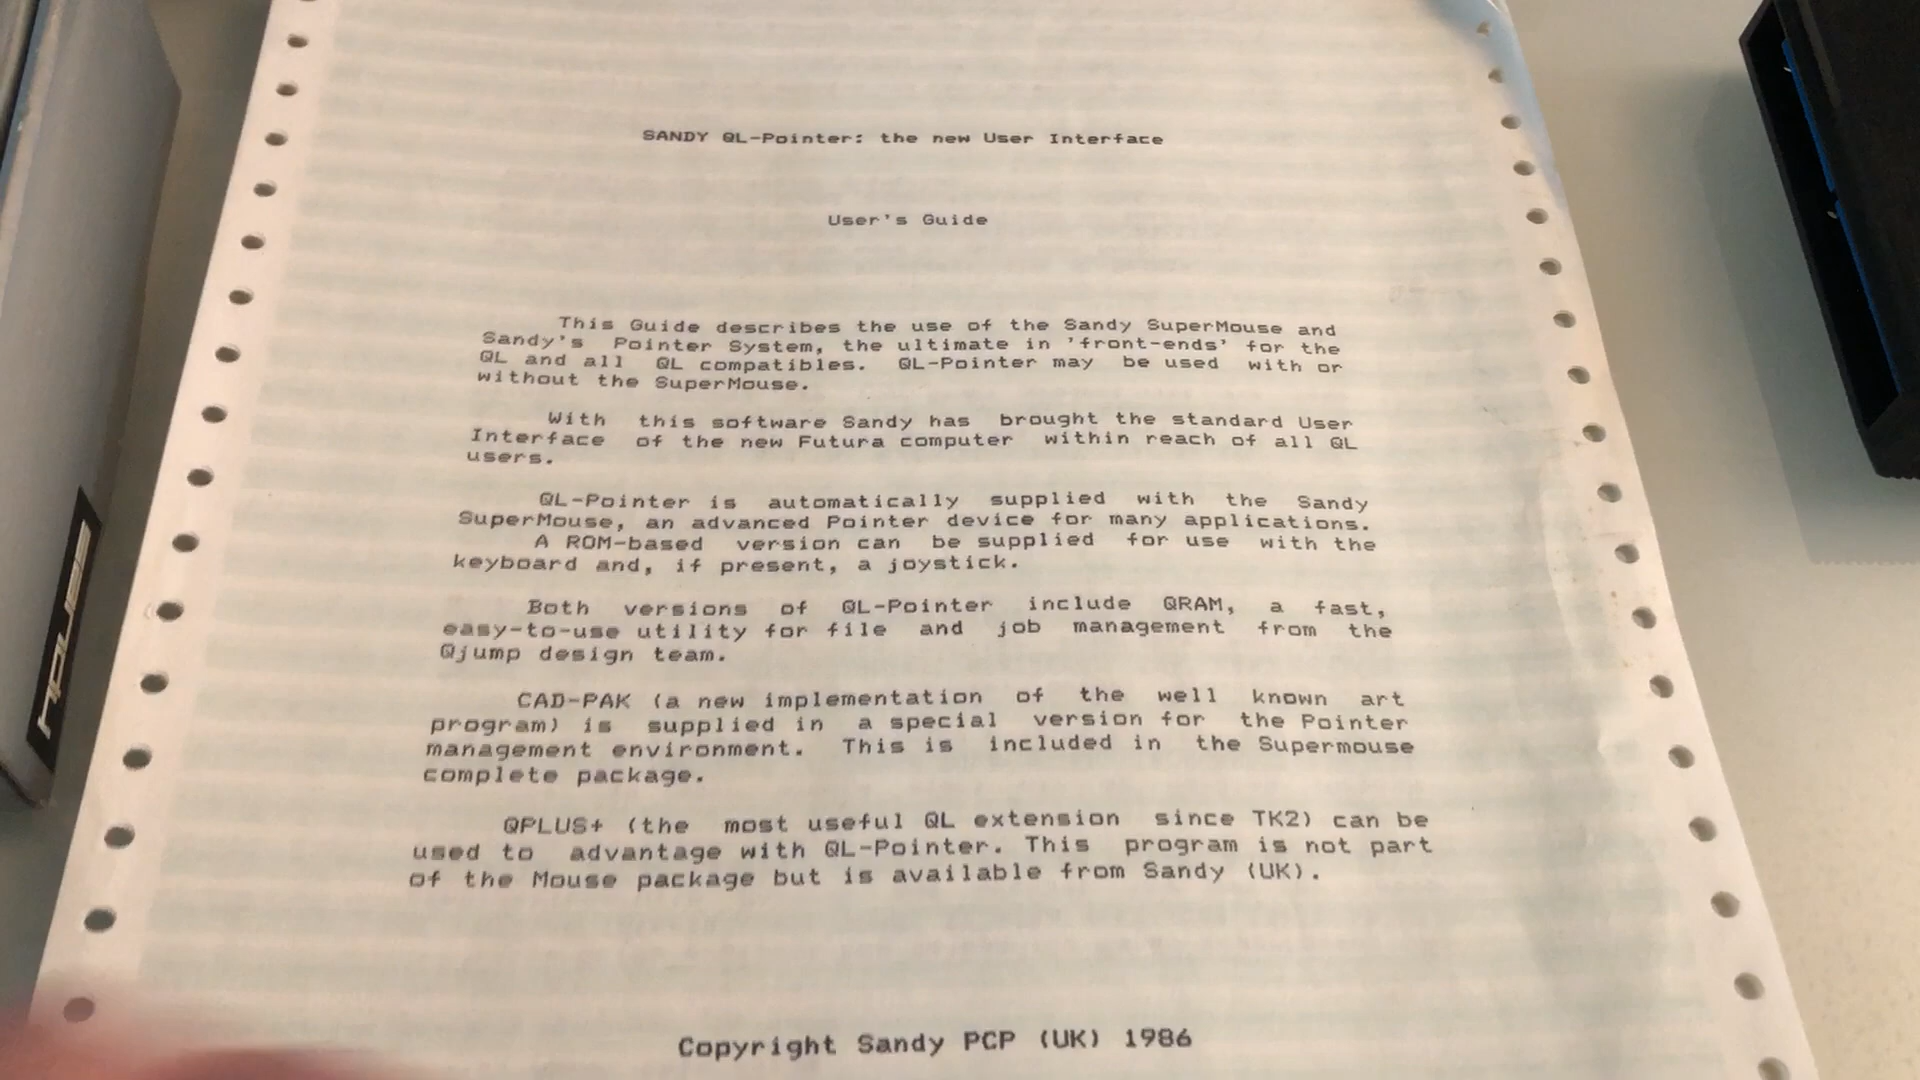 SANDY QL-Pointer: the new User Interface
User's Guide
This Guide describes the use of the Sandy SuperMouse and
Sandy's Pointer System, the ultimate in 'front-ends' for the
QL and all QL compatibles. QL-Pointer may be used with or
without the SuperMouse.
With this software Sandy has brought the standard User
Interface of the new Futura computer within reach of all QL
users.
QL-Pointer is automatically supplied with the Sandy
SuperMouse, an advanced Pointer device for many applications.
A ROM-based version can be supplied for use with the
keyboard and, if present, a joystick.
Both versions of QL-Pointer include QRAM, a fast,
easy-to-use utility for file and job management from the
Qjump design team.
CAD-PAK (a new implementation of the well known art
program) is supplied in a special version for the Pointer
management environment. This is included in the Supermouse
complete package.
QPLUS+ (the most useful QL extension since TK2) can be
used to advantage with QL-Pointer. This program is not part
of the Mouse package but is available from Sandy (UK).
Copyright Sandy PCP (UK) 1986